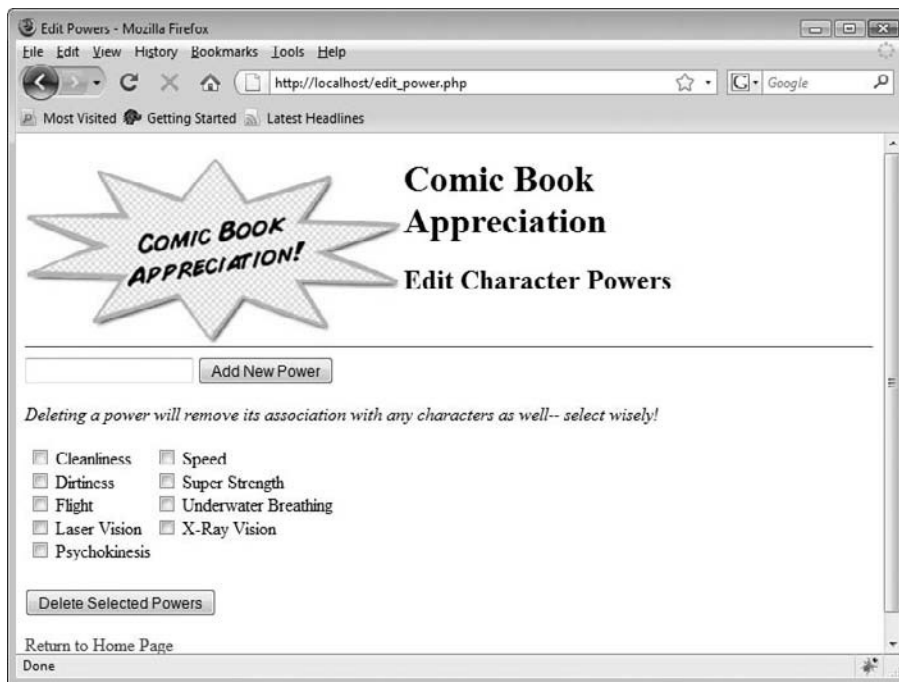 Edit Powers - Mozilla Firefox
File Edit View History Bookmarks Tools Help
http://localhost/edit_power.php
G Google
Most Visited Getting Started Latest Headlines
COMIC BOOK
APPRECIATION!
Comic Book
Appreciation
Edit Character Powers
Add New Power
Deleting a power will remove its association with any characters as well-- select wisely!
Cleanliness Speed
Dirtiness Super Strength
Flight Underwater Breathing
Laser Vision X-Ray Vision
Psychokinesis
Delete Selected Powers
Return to Home Page
Done